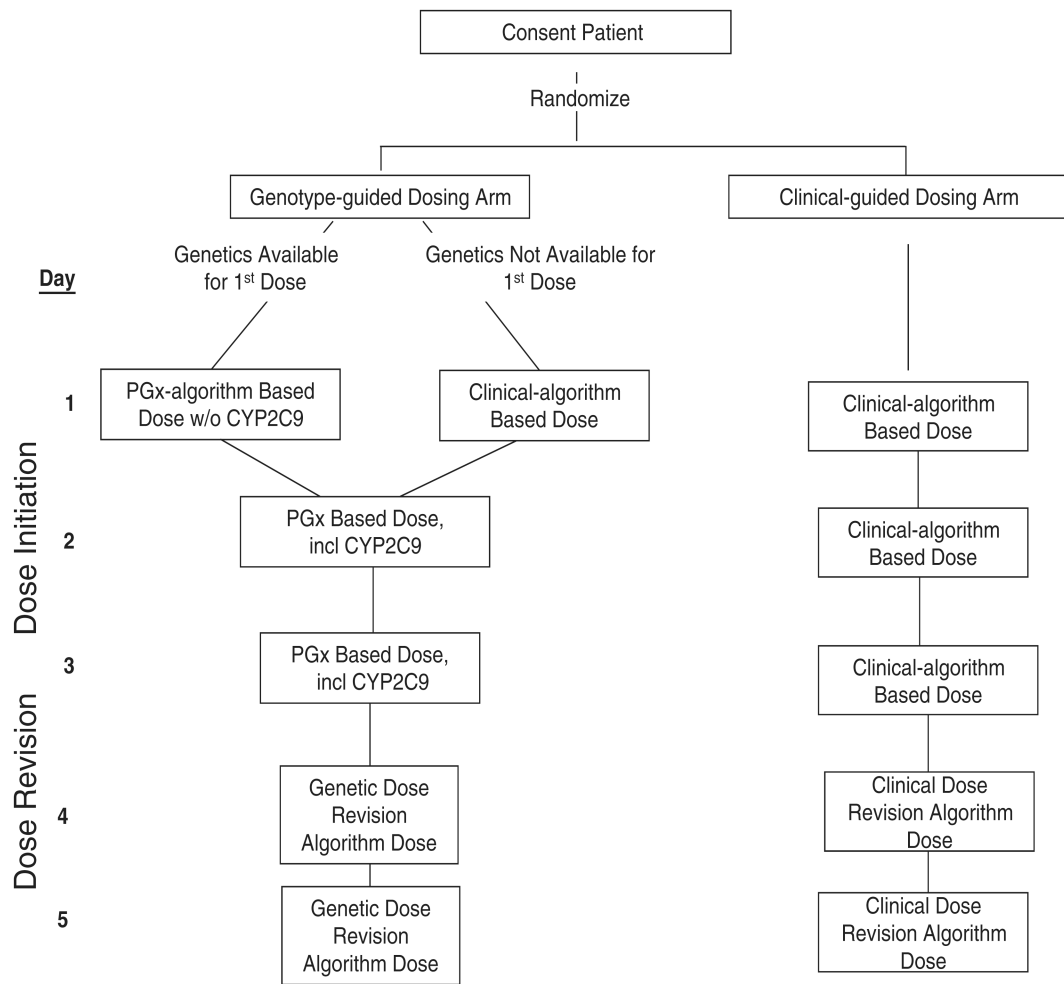 Consent Patient
Randomize
Genotype-guided Dosing Arm
Clinical-guided Dosing Arm
Genetics Available
for 1st Dose
Genetics Not Available for
1st Dose
Day
1
PGx-algorithm Based
Dose w/o CYP2C9
Clinical-algorithm
Based Dose
Clinical-algorithm
Based Dose
Dose Initiation
2
PGx Based Dose,
incl CYP2C9
Clinical-algorithm
Based Dose
3
PGx Based Dose,
incl CYP2C9
Clinical-algorithm
Based Dose
Dose Revision
4
Genetic Dose
Revision
Algorithm Dose
Clinical Dose
Revision Algorithm
Dose
5
Genetic Dose
Revision
Algorithm Dose
Clinical Dose
Revision Algorithm
Dose